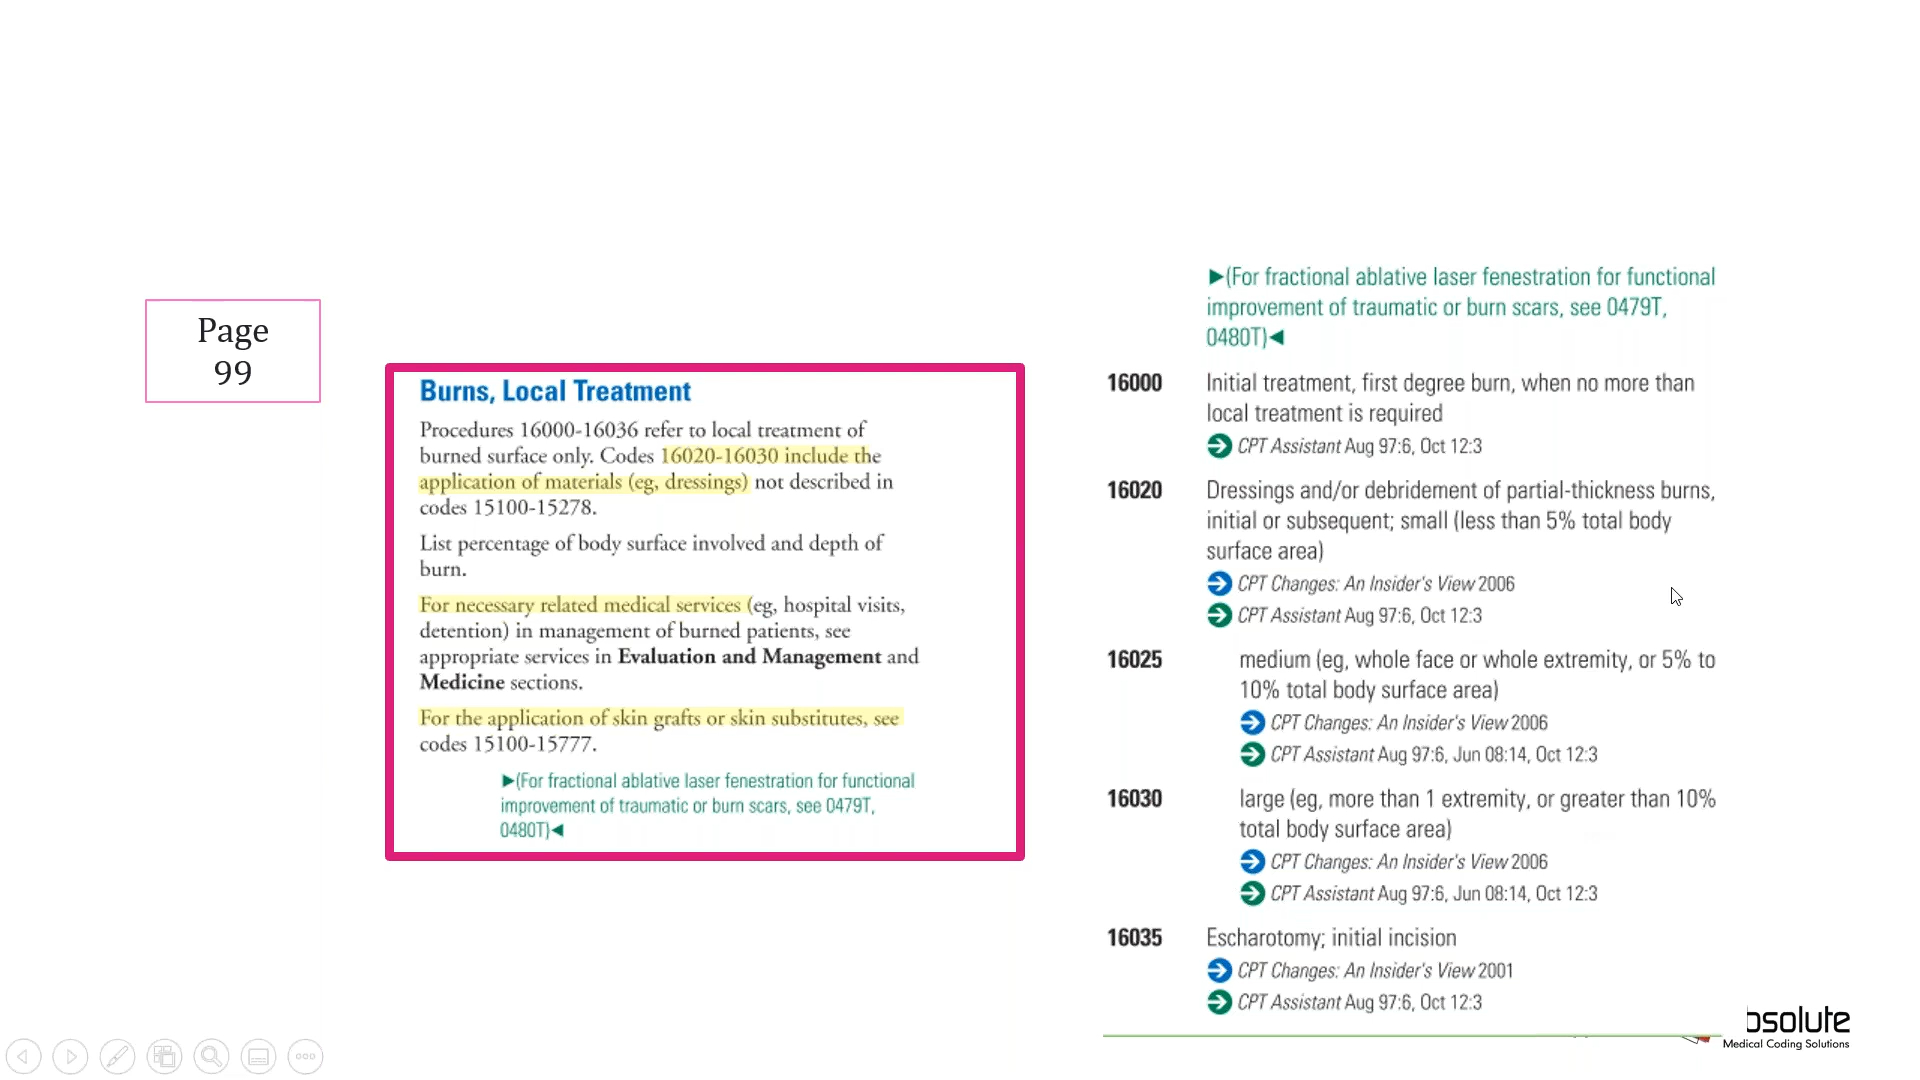 Page
99
Burns, Local Treatment
Procedures 16000-16036 refer to local treatment of
burned surface only. Codes 16020-16030 include the
application of materials (eg, dressings) not described in
codes 15100-15278.
List percentage of body surface involved and depth of
burn.
For necessary related medical services (eg, hospital visits,
detention) in management of burned patients, see
appropriate services in Evaluation and Management and
Medicine sections.
For the application of skin grafts or skin substitutes, see
codes 15100-15777.
►(For fractional ablative laser fenestration for functional
improvement of traumatic or burn scars, see 0479T,
0480T)◄
►(For fractional ablative laser fenestration for functional
improvement of traumatic or burn scars, see 0479T,
0480T)◄
16000 Initial treatment, first degree burn, when no more than
local treatment is required
CPT Assistant Aug 97:6, Oct 12:3
16020 Dressings and/or debridement of partial-thickness burns,
initial or subsequent; small (less than 5% total body
surface area)
CPT Changes: An Insider's View 2006
CPT Assistant Aug 97:6, Oct 12:3
16025 medium (eg, whole face or whole extremity, or 5% to
10% total body surface area)
CPT Changes: An Insider's View 2006
CPT Assistant Aug 97:6, Jun 08:14, Oct 12:3
16030 large (eg, more than 1 extremity, or greater than 10%
total body surface area)
CPT Changes: An Insider's View 2006
CPT Assistant Aug 97:6, Jun 08:14, Oct 12:3
16035 Escharotomy; initial incision
CPT Changes: An Insider's View 2001
CPT Assistant Aug 97:6, Oct 12:3
bsolute
Medical Coding Solutions